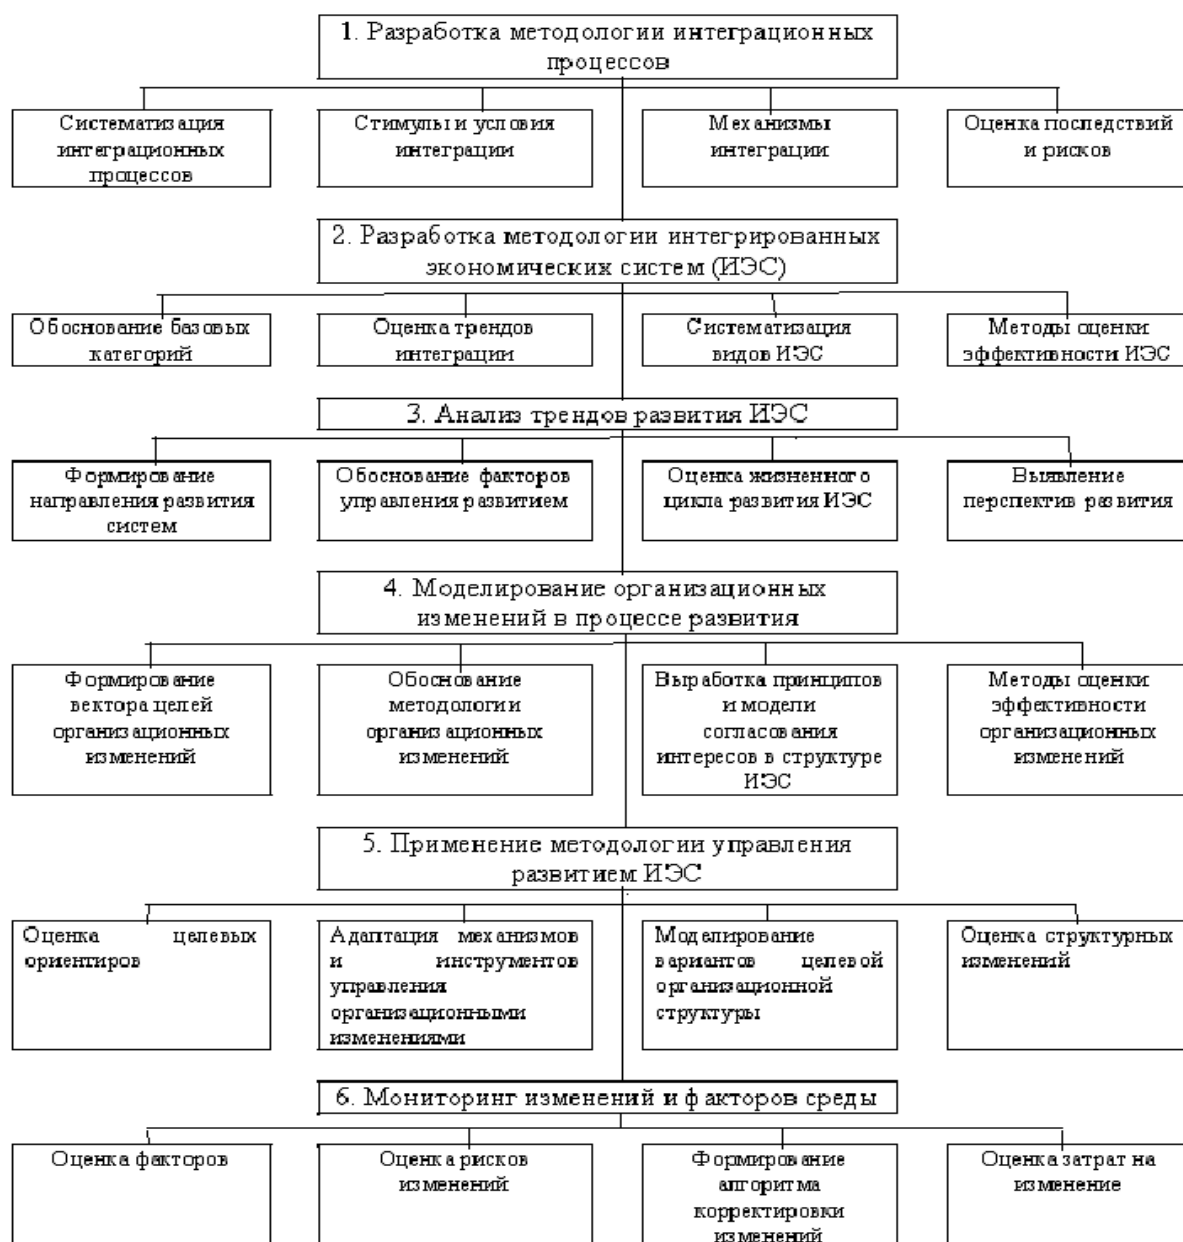 1. Разработка методологии интеграционных
процессов
Систематизация
интеграционных
процессов
Стимулы и условия
интеграции
Механизмы
интеграции
Оценка последствий
и рисков
2. Разработка методологии интегрированных
экономических систем (ИЭС)
Обоснование базовых
категорий
Оценка трендов
интеграции
Систематизация
видов ИЭС
Методы оценки
эффективности ИЭС
3. Анализ трендов развития ИЭС
Формирование
направления развития
систем
Обоснование факторов
управления развитием
Оценка жизненного
цикла развития ИЭС
Выявление
перспектив развития
4. Моделирование организационных
изменений в процессе развития
Формирование
вектора целей
организационных
изменений
Обоснование
методологии
организационных
изменений
Выработка принципов
и модели
согласования
интересов в структуре
ИЭС
Методы оценки
эффективности
организационных
изменений
5. Применение методологии управления
развитием ИЭС
Оценка целевых
ориентиров
Адаптация механизмов
и инструментов
управления
организационными
изменениями
Моделирование
вариантов целевой
организационной
структуры
Оценка структурных
изменений
6. Мониторинг изменений и факторов среды
Оценка факторов
Оценка рисков
изменений
Формирование
алгоритма
корректировки
изменений
Оценка затрат на
изменение